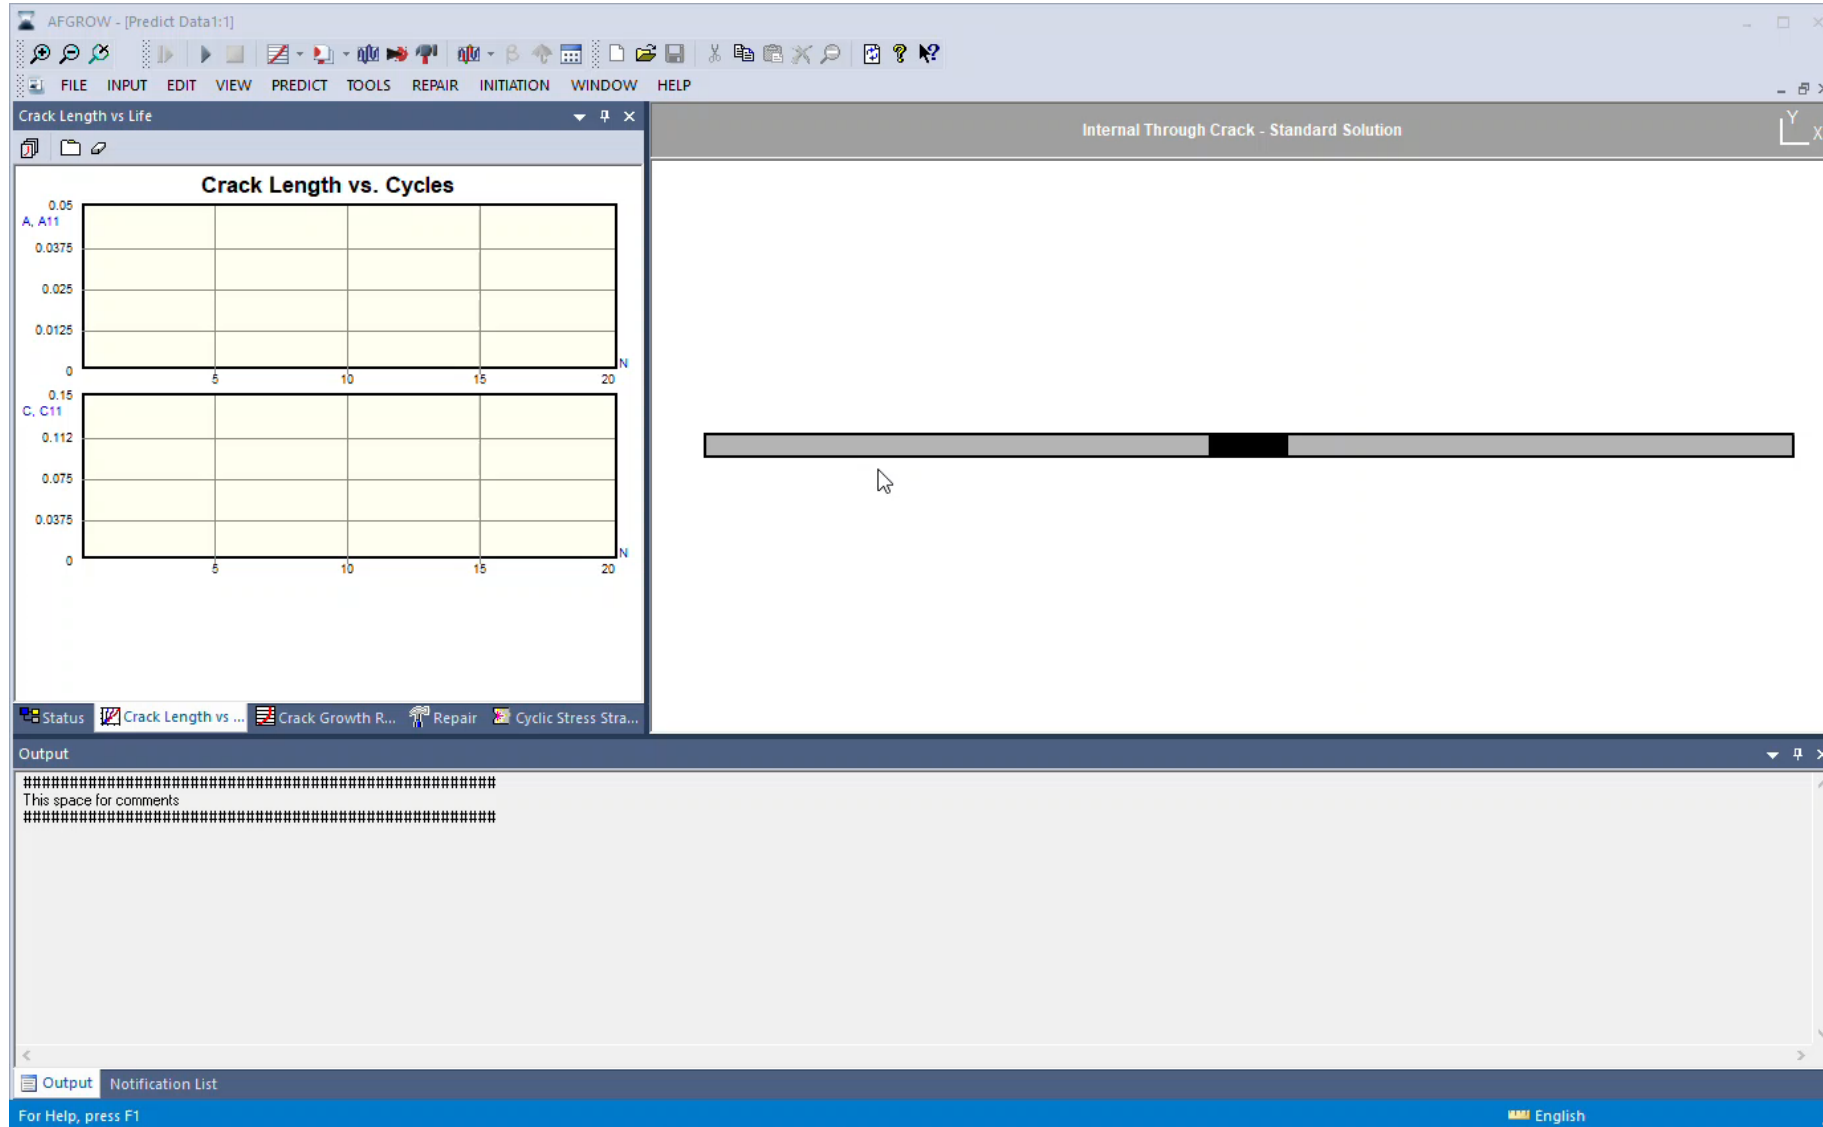 AFGROW - [Predict Data1:1]
FILE INPUT EDIT VIEW PREDICT TOOLS REPAIR INITIATION WINDOW HELP
Crack Length vs Life
Crack Length vs. Cycles
0.05
A, A11
0.0375
0.025
0.0125
0
N
5 10 15 20
0.15
C, C11
0.112
0.075
0.0375
0
N
5 10 15 20
Status Crack Length vs ... Crack Growth R... Repair Cyclic Stress Stra...
Internal Through Crack - Standard Solution
Y
X
Output
###################################################
This space for comments
###################################################
Output Notification List
For Help, press F1
English